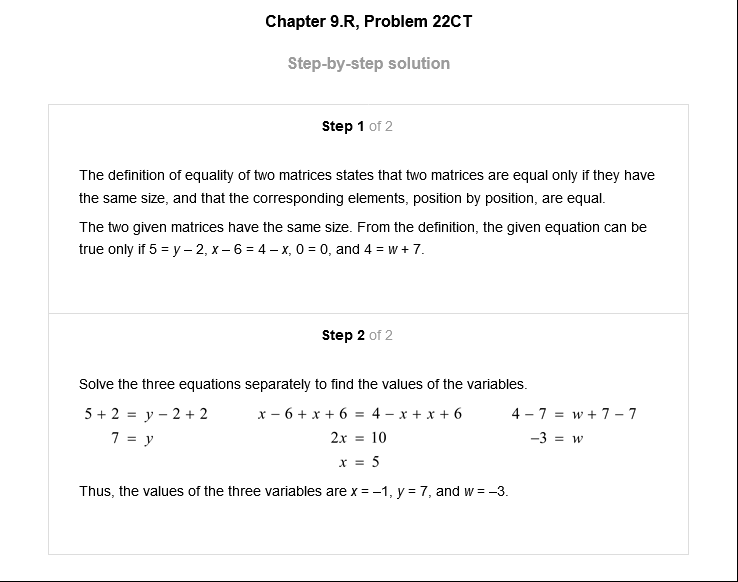 Chapter 9.R, Problem 22CT
Step-by-step solution
Step 1 of 2
The definition of equality of two matrices states that two matrices are equal only if they have
the same size, and that the corresponding elements, position by position, are equal.
The two given matrices have the same size. From the definition, the given equation can be
true only if 5 = y – 2, x – 6 = 4 – x, 0 = 0, and 4 = w + 7.
Step 2 of 2
Solve the three equations separately to find the values of the variables.
5 + 2 = y − 2 + 2 x − 6 + x + 6 = 4 − x + x + 6 4 − 7 = w + 7 − 7
7 = y 2x = 10 −3 = w
x = 5
Thus, the values of the three variables are x = –1, y = 7, and w = –3.